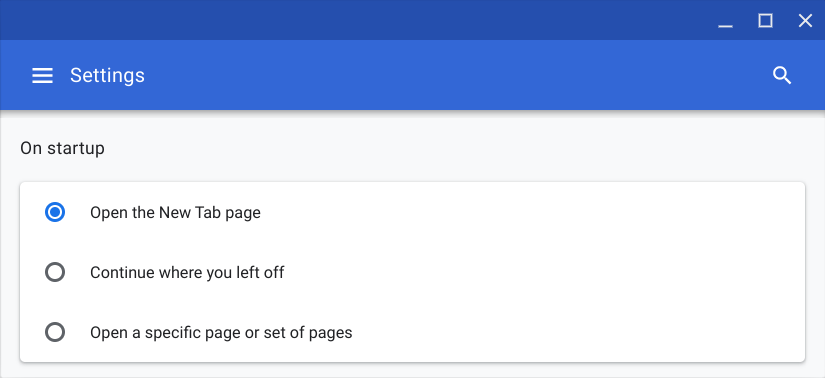 Settings
On startup
Open the New Tab page
Continue where you left off
Open a specific page or set of pages